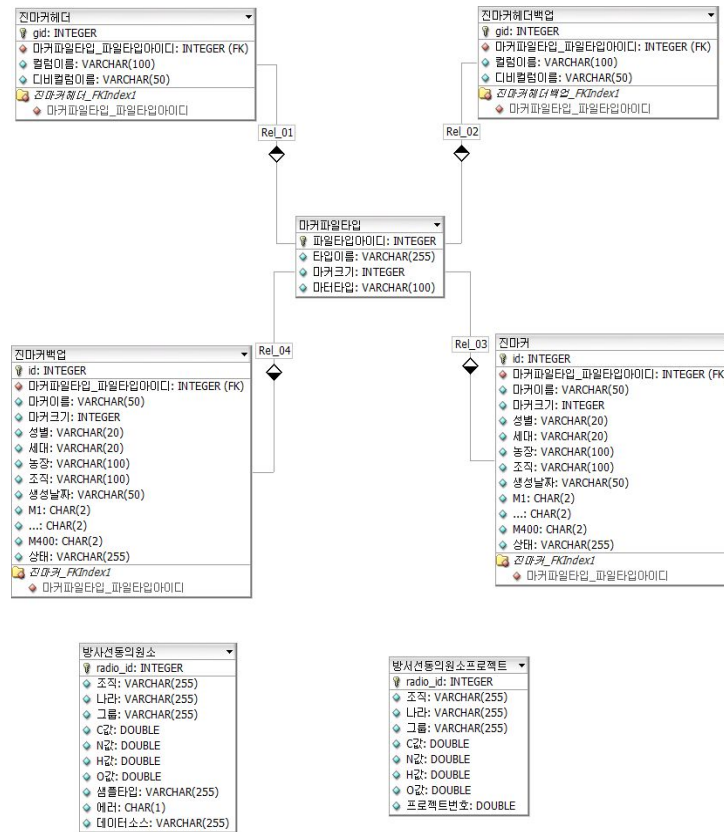 진마커헤더
gid: INTEGER
마커파일타입_파일타입아이디: INTEGER (FK)
컬럼이름: VARCHAR(100)
디비컬럼이름: VARCHAR(50)
진마커헤더_FKIndex1
마커파일타입_파일타입아이디
진마커헤더백업
gid: INTEGER
마커파일타입_파일타입아이디: INTEGER (FK)
컬럼이름: VARCHAR(100)
디비컬럼이름: VARCHAR(50)
진마커헤더백업_FKIndex1
마커파일타입_파일타입아이디
Rel_01
Rel_02
마커파일타입
파일타입아이디: INTEGER
타입이름: VARCHAR(255)
마커크기: INTEGER
마터타입: VARCHAR(100)
Rel_04
Rel_03
진마커백업
id: INTEGER
마커파일타입_파일타입아이디: INTEGER (FK)
마커이름: VARCHAR(50)
마커크기: INTEGER
성별: VARCHAR(20)
세대: VARCHAR(20)
농장: VARCHAR(100)
조직: VARCHAR(100)
생성날짜: VARCHAR(50)
M1: CHAR(2)
...: CHAR(2)
M400: CHAR(2)
상태: VARCHAR(255)
진마커_FKIndex1
마커파일타입_파일타입아이디
진마커
id: INTEGER
마커파일타입_파일타입아이디: INTEGER (FK
마커이름: VARCHAR(50)
마커크기: INTEGER
성별: VARCHAR(20)
세대: VARCHAR(20)
농장: VARCHAR(100)
조직: VARCHAR(100)
생성날짜: VARCHAR(50)
M1: CHAR(2)
...: CHAR(2)
M400: CHAR(2)
상태: VARCHAR(255)
진마커_FKIndex1
마커파일타입_파일타입아이디
방사선동의원소
radio_id: INTEGER
조직: VARCHAR(255)
나라: VARCHAR(255)
그룹: VARCHAR(255)
C값: DOUBLE
N값: DOUBLE
H값: DOUBLE
O값: DOUBLE
샘플타입: VARCHAR(255)
에러: CHAR(1)
데이터소스: VARCHAR(255)
방서선동의원소프로젝트
radio_id: INTEGER
조직: VARCHAR(255)
나라: VARCHAR(255)
그룹: VARCHAR(255)
C값: DOUBLE
N값: DOUBLE
H값: DOUBLE
O값: DOUBLE
프로젝트번호: DOUBLE